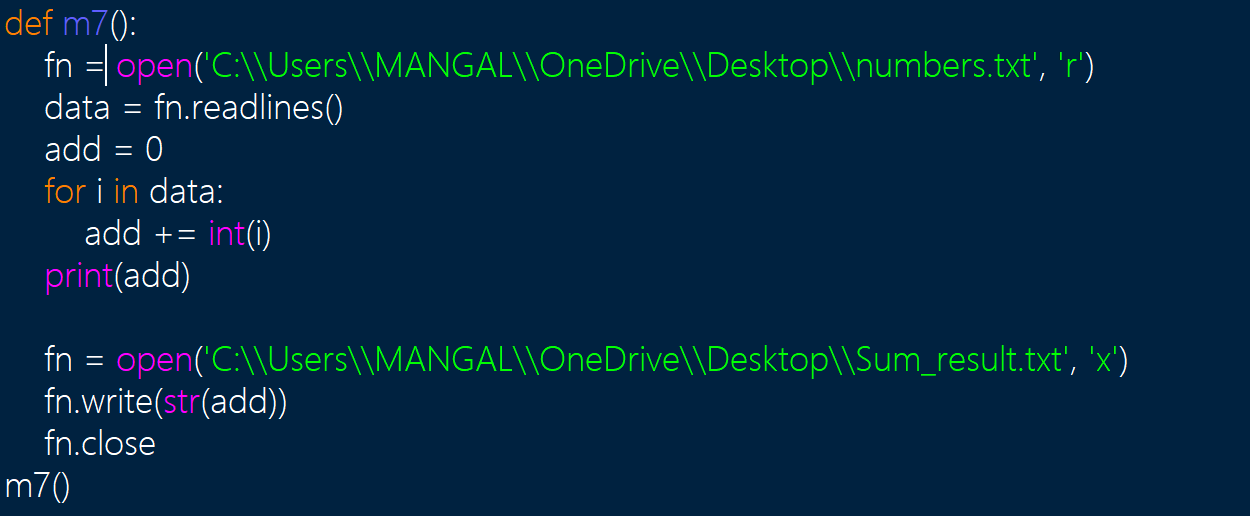 def m7():
    fn = open('C:\\Users\\MANGAL\\OneDrive\\Desktop\\numbers.txt', 'r')
    data = fn.readlines()
    add = 0
    for i in data:
        add += int(i)
    print(add)

    fn = open('C:\\Users\\MANGAL\\OneDrive\\Desktop\\Sum_result.txt', 'x')
    fn.write(str(add))
    fn.close
m7()